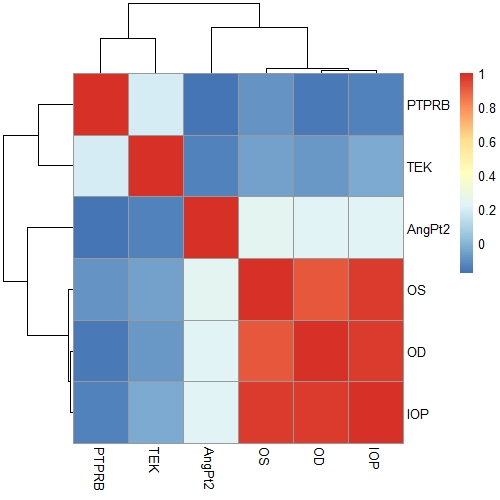 1
0.8
0.6
0.4
0.2
0
PTPRB
TEK
AngPt2
OS
OD
IOP
PTPRB
TEK
AngPt2
OS
OD
IOP